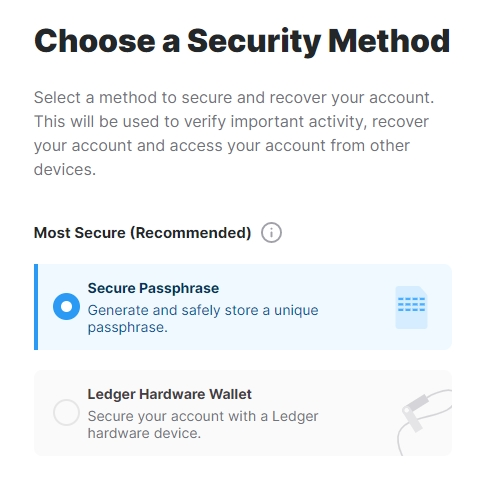 Choose a Security Method
Select a method to secure and recover your account.
This will be used to verify important activity, recover
your account and access your account from other
devices.
Most Secure (Recommended)
Secure Passphrase
Generate and safely store a unique
passphrase.
Ledger Hardware Wallet
Secure your account with a Ledger
hardware device.